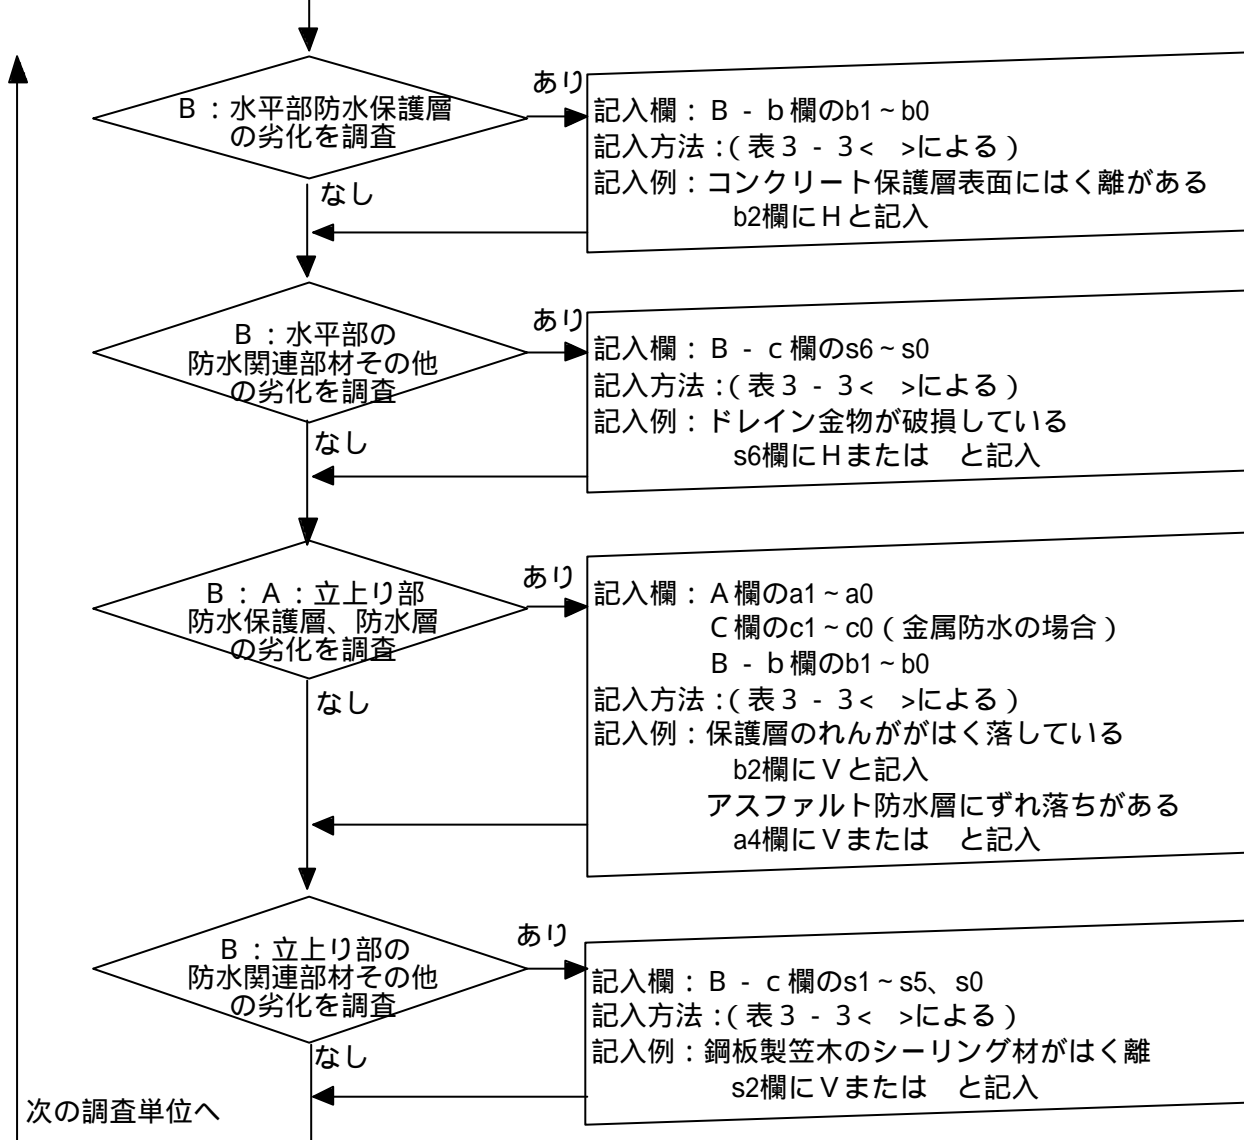 B：水平部防水保護層
の劣化を調査
あり
なし
記入欄：B - b欄のb1~b0
記入方法:(表3 - 3<　>による)
記入例：コンクリート保護層表面にはく離がある
b2欄にHと記入
B：水平部の
防水関連部材その他
の劣化を調査
あり
なし
記入欄：B - c欄のs6~s0
記入方法:(表3 - 3<　>による)
記入例：ドレイン金物が破損している
s6欄にHまたは　と記入
B：A：立上り部
防水保護層、防水層
の劣化を調査
あり
なし
記入欄：A欄のa1~a0
C欄のc1~c0(金属防水の場合)
B - b欄のb1~b0
記入方法:(表3 - 3<　>による)
記入例：保護層のれんががはく落している
b2欄にVと記入
アスファルト防水層にずれ落ちがある
a4欄にVまたは　と記入
B：立上り部の
防水関連部材その他
の劣化を調査
あり
なし
記入欄：B - c欄のs1~s5、s0
記入方法:(表3 - 3<　>による)
記入例：鋼板製笠木のシーリング材がはく離
s2欄にVまたは　と記入
次の調査単位へ